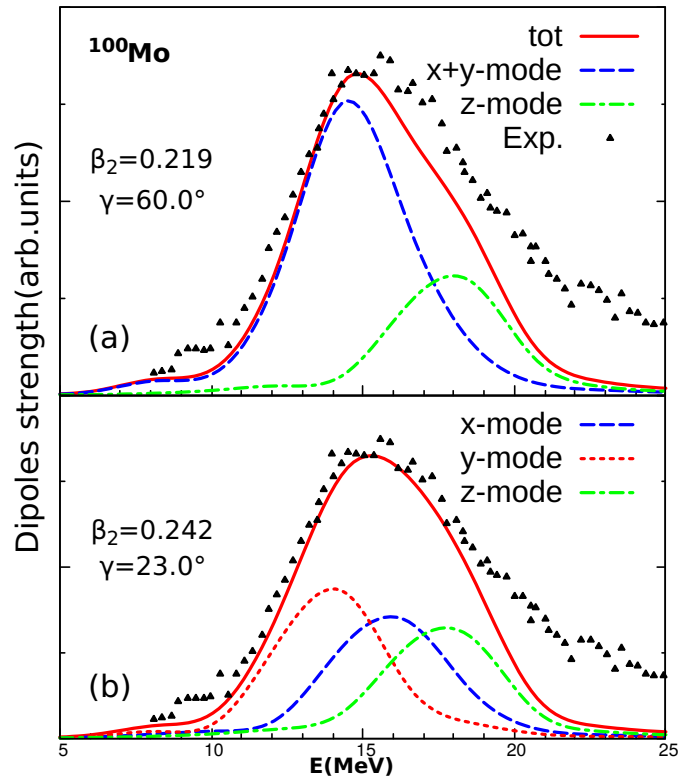 ¹⁰⁰Mo
tot
x+y-mode
z-mode
Exp.
β₂=0.219
γ=60.0°
(a)
Dipoles strength(arb.units)
x-mode
y-mode
z-mode
β₂=0.242
γ=23.0°
(b)
5 10 15 20 25
E(MeV)